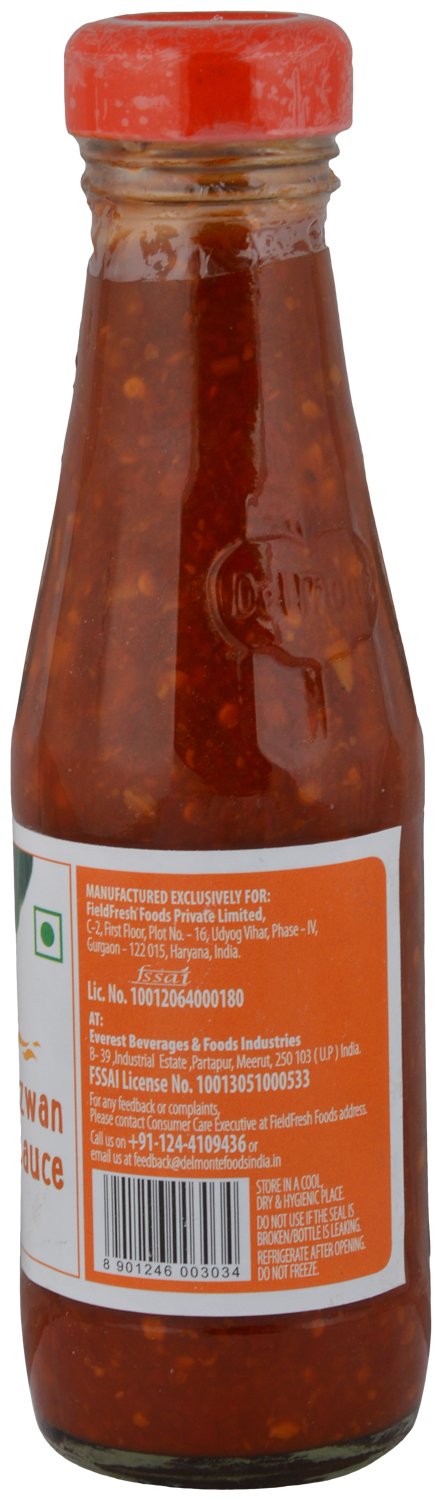 Del Monte
zwan
auce
MANUFACTURED EXCLUSIVELY FOR:
FieldFresh Foods Private Limited,
C-2, First Floor, Plot No. - 16, Udyog Vihar, Phase - IV,
Gurgaon - 122 015, Haryana, India.
fssai
Lic. No. 10012064000180
AT:
Everest Beverages & Foods Industries
B- 39 ,Industrial Estate ,Partapur, Meerut, 250 103 ( U.P ) India.
FSSAI License No. 10013051000533
For any feedback or complaints,
Please contact Consumer Care Executive at FieldFresh Foods address.
Call us on +91-124-4109436 or
email us at feedback@delmontefoodsindia.in
8 901246 003034
STORE IN A COOL,
DRY & HYGIENIC PLACE.
DO NOT USE IF THE SEAL IS
BROKEN/BOTTLE IS LEAKING.
REFRIGERATE AFTER OPENING.
DO NOT FREEZE.